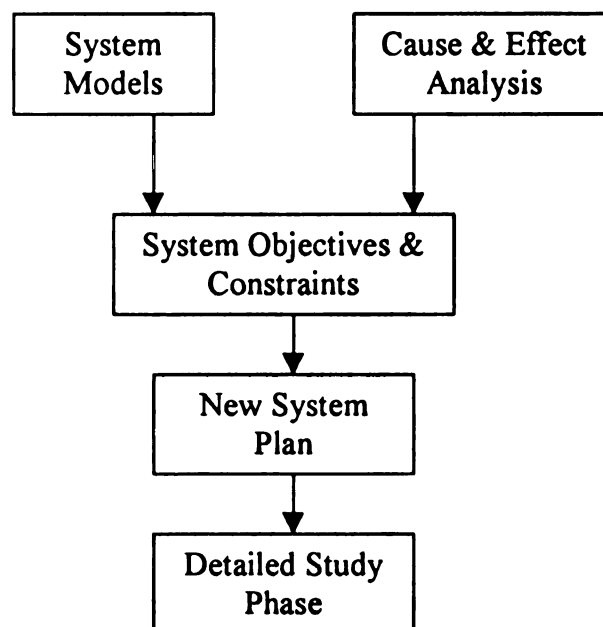 System
Models
Cause & Effect
Analysis
System Objectives &
Constraints
New System
Plan
Detailed Study
Phase